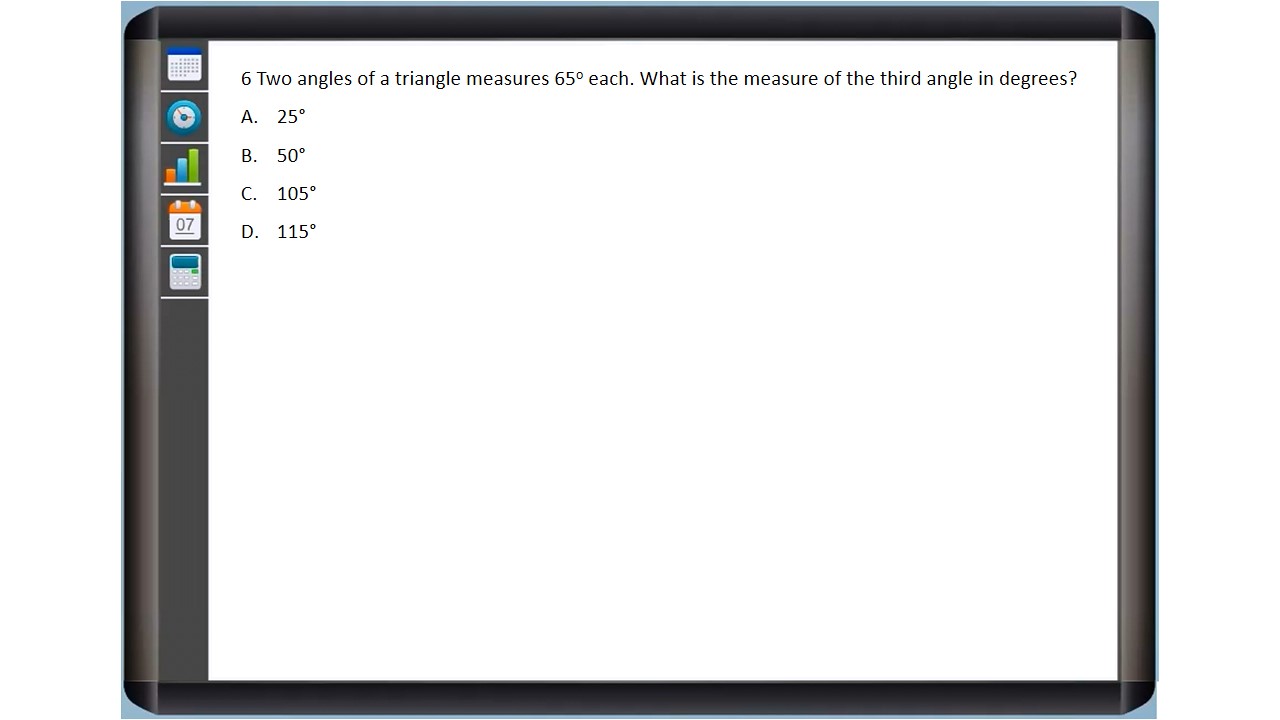 6 Two angles of a triangle measures 65° each. What is the measure of the third angle in degrees?
A. 25°
B. 50°
C. 105°
D. 115°
07